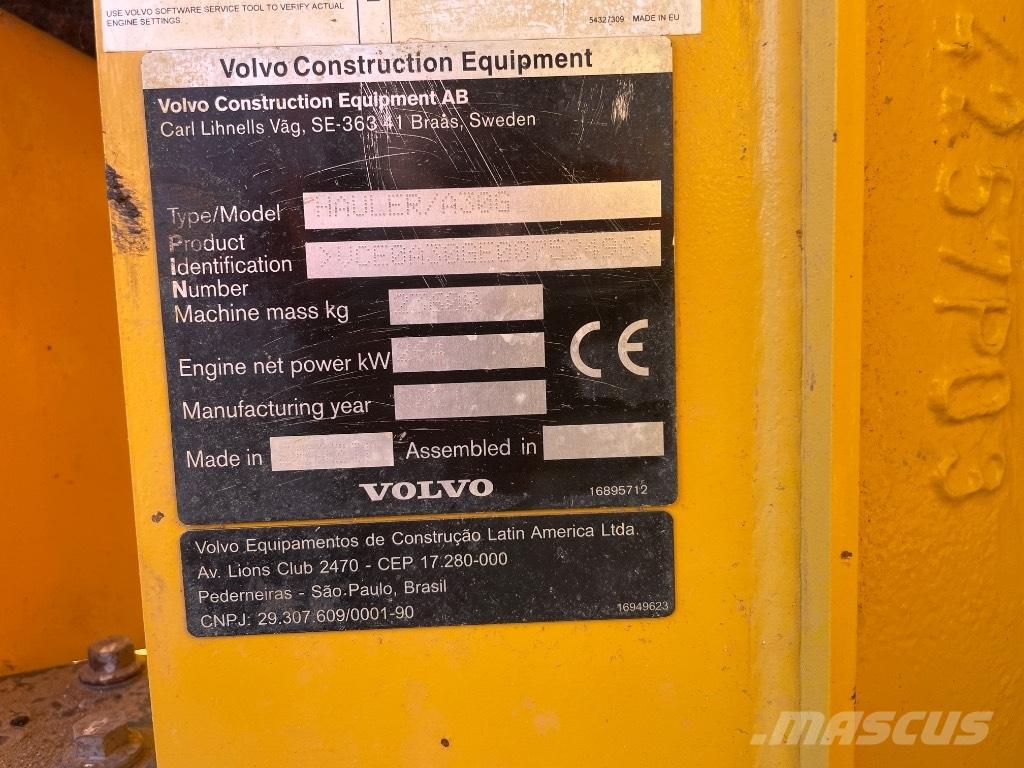 USE VOLVO SOFTWARE SERVICE TOOL TO VERIFY ACTUAL
ENGINE SETTINGS.
54327309 MADE IN EU
Volvo Construction Equipment
Volvo Construction Equipment AB
Carl Lihnells Väg, SE-363 41 Braås, Sweden
Type/Model HAULER/A30G
Product
Identification
Number
Machine mass kg
Engine net power kW
CE
Manufacturing year
Made in
Assembled in
VOLVO
16895712
Volvo Equipamentos de Construção Latin America Ltda.
Av. Lions Club 2470 - CEP 17.280-000
Pederneiras - São.Paulo, Brasil
CNPJ: 29.307.609/0001-90
16949623
4257P03
MASCUS